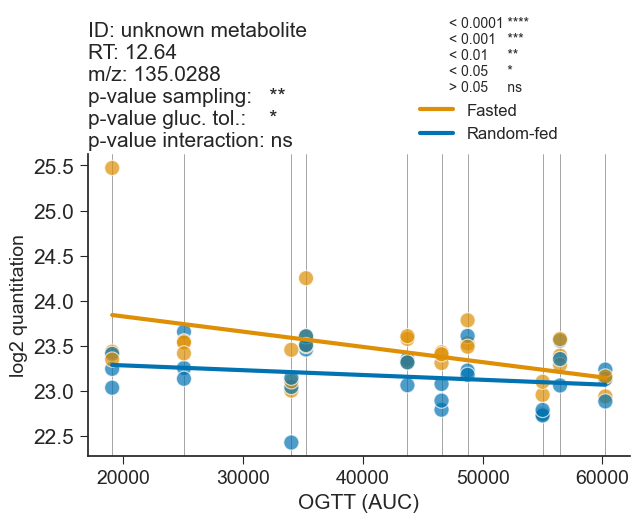 ID: unknown metabolite
RT: 12.64
m/z: 135.0288
p-value sampling: **
p-value gluc. tol.: *
p-value interaction: ns
< 0.0001 ****
< 0.001 ***
< 0.01 **
< 0.05 *
> 0.05 ns
Fasted
Random-fed
log2 quantitation
25.5
25.0
24.5
24.0
23.5
23.0
22.5
20000 30000 40000 50000 60000
OGTT (AUC)